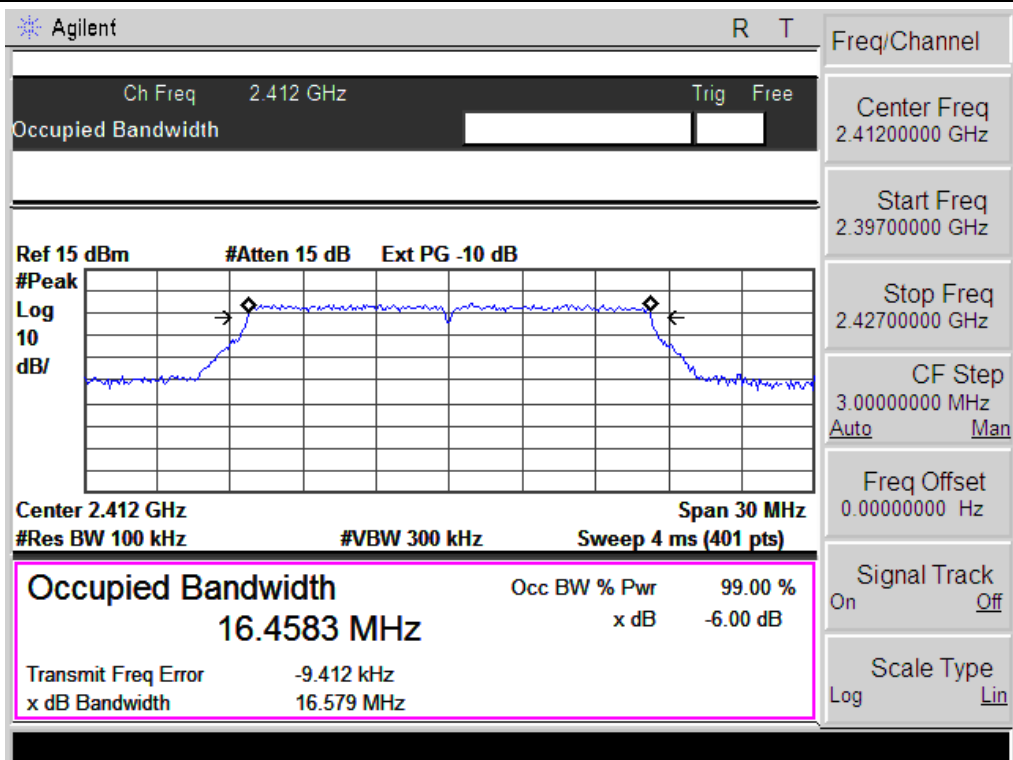 Agilent R T
Freq/Channel
Ch Freq 2.412 GHz Trig Free
Occupied Bandwidth
Center Freq
2.41200000 GHz
Start Freq
2.39700000 GHz
Stop Freq
2.42700000 GHz
CF Step
3.00000000 MHz
Auto Man
Freq Offset
0.00000000 Hz
Signal Track
On Off
Scale Type
Log Lin
Ref 15 dBm #Atten 15 dB Ext PG -10 dB
#Peak
Log
10
dB/
Center 2.412 GHz Span 30 MHz
#Res BW 100 kHz #VBW 300 kHz Sweep 4 ms (401 pts)
Occupied Bandwidth Occ BW % Pwr 99.00 %
16.4583 MHz x dB -6.00 dB
Transmit Freq Error -9.412 kHz
x dB Bandwidth 16.579 MHz